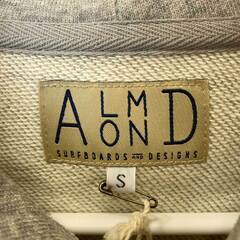 ALMOND
SURFBOARDS AND DESIGNS
S